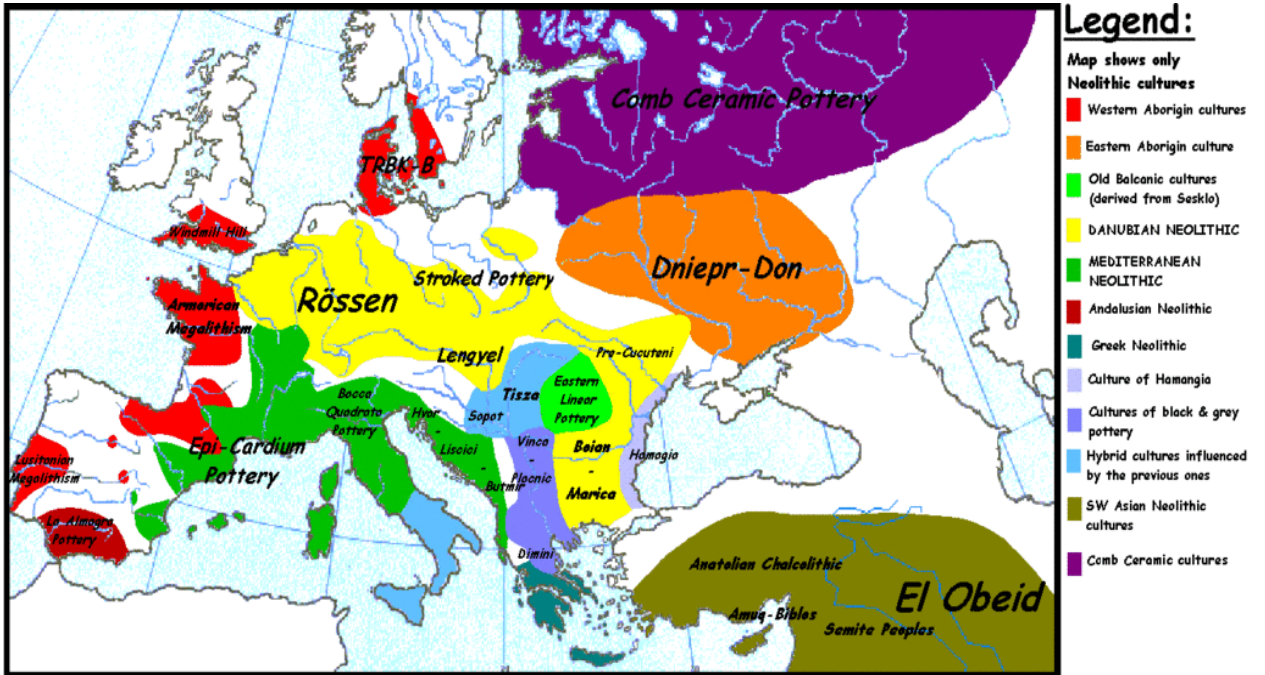 Comb Ceramic Pottery
TRBK-B
Windmill Hill
Dniepr-Don
Stroked Pottery
Rössen
Armorican
Megalithism
Lengyel
Pre-Cucuteni
Tisza
Eastern
Linear
Pottery
Bocca
Quadrata
Pottery
Hvar
-
Liscici
-
Butmir
Sopot
Epi-Cardium
Pottery
Vinca
-
Plocnic
Boian
-
Marica
Hamagia
Lusitanian
Megalithism
La Almagra
Pottery
Dimini
Anatolian Chalcolithic
El Obeid
Amuq-Biblos
Semite Peoples
Legend:
Map shows only
Neolithic cultures
Western Aborigin cultures
Eastern Aborigin culture
Old Balcanic cultures
(derived from Sesklo)
DANUBIAN NEOLITHIC
MEDITERRANEAN
NEOLITHIC
Andalusian Neolithic
Greek Neolithic
Culture of Hamangia
Cultures of black & grey
pottery
Hybrid cultures influenced
by the previous ones
SW Asian Neolithic
cultures
Comb Ceramic cultures